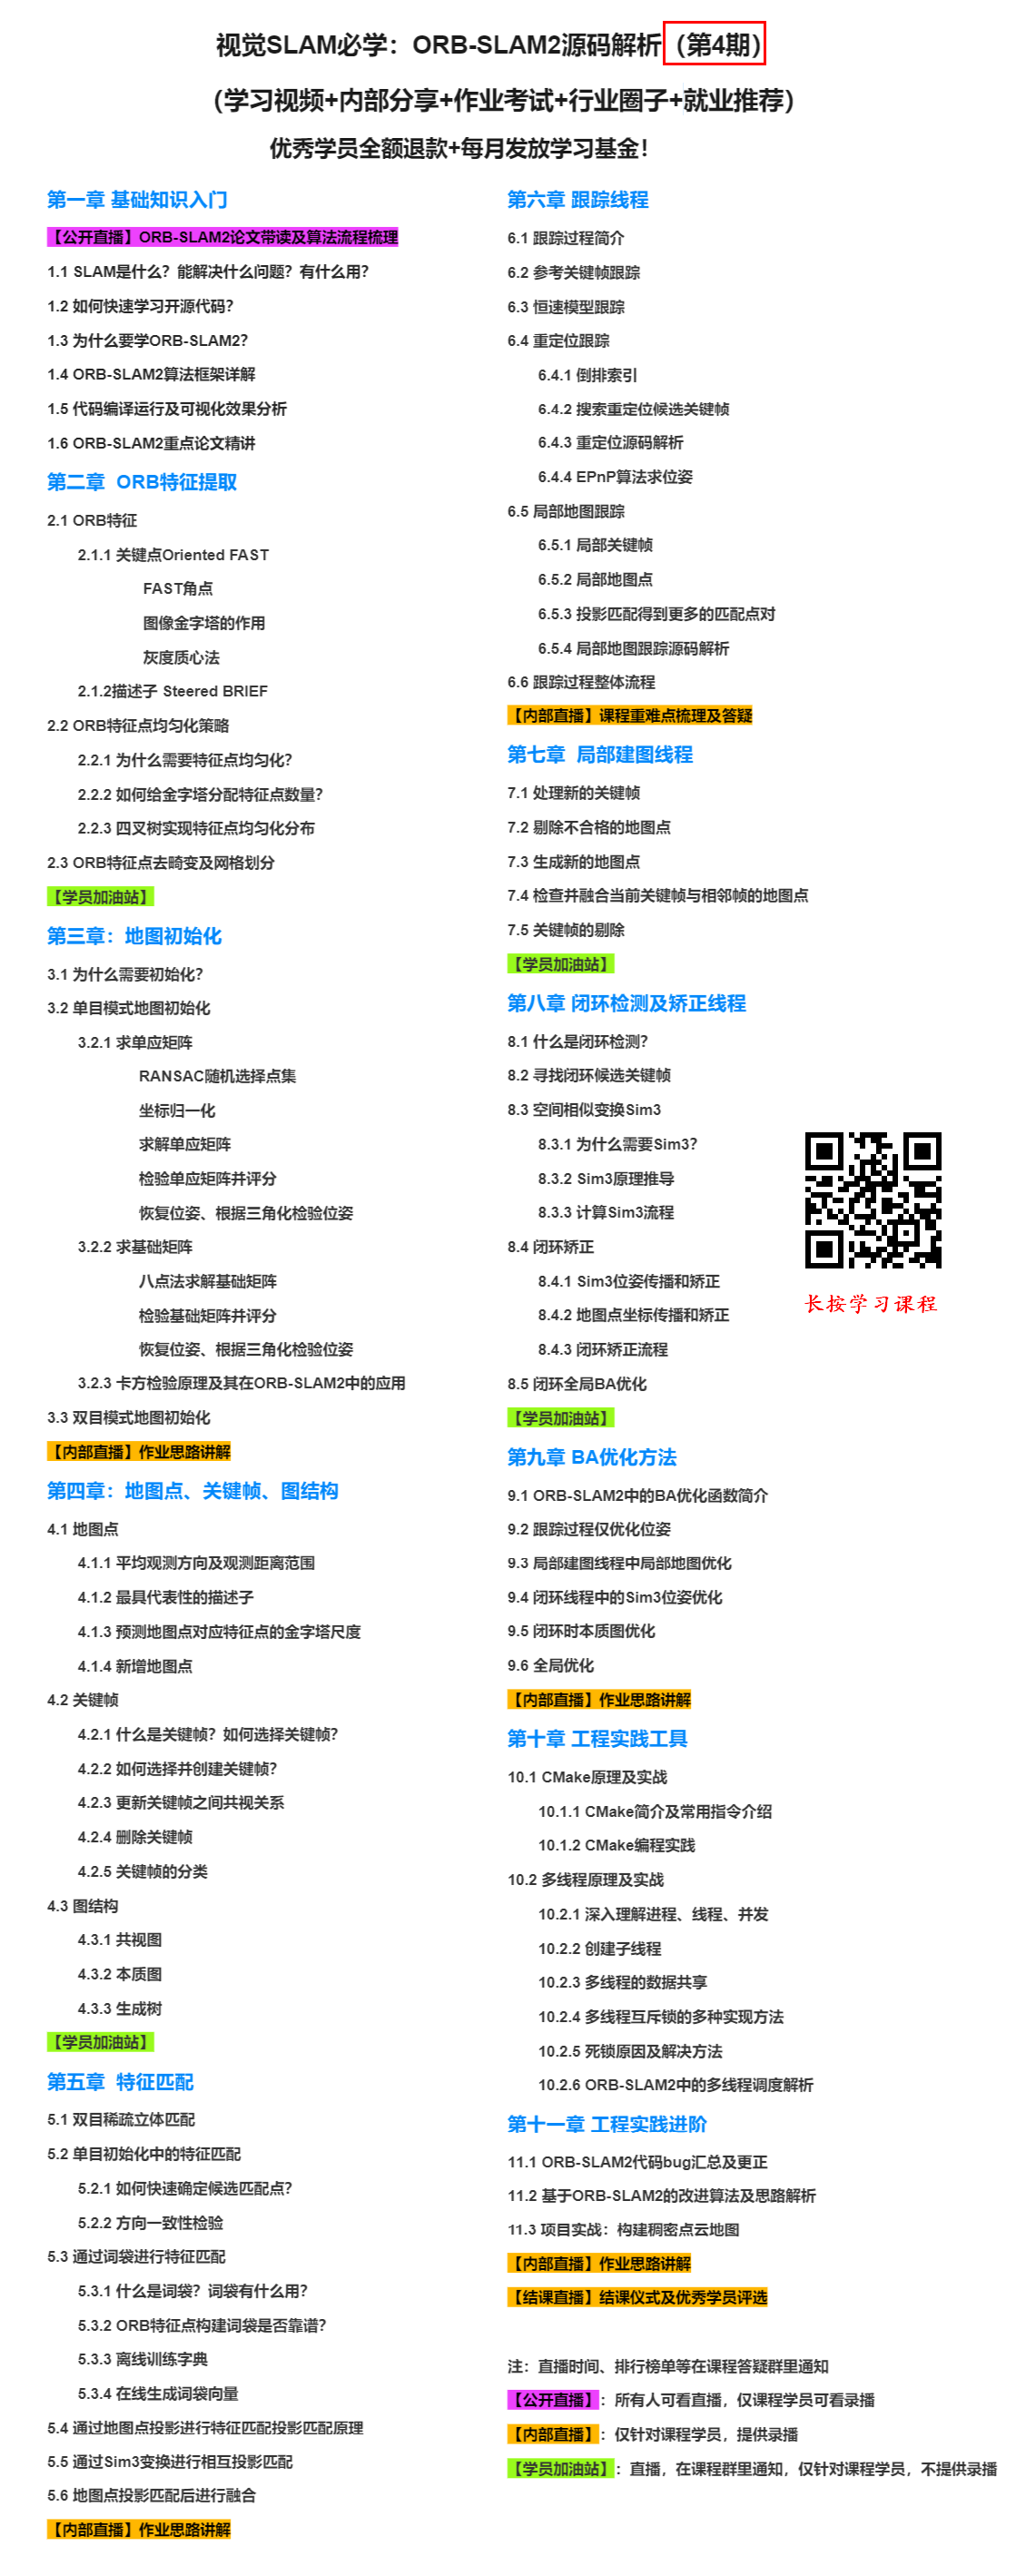 视觉SLAM必学：ORB-SLAM2源码解析（第4期）
（学习视频+内部分享+作业考试+行业圈子+就业推荐）
优秀学员全额退款+每月发放学习基金！
第一章 基础知识入门
【公开直播】ORB-SLAM2论文带读及算法流程梳理
1.1 SLAM是什么？能解决什么问题？有什么用？
1.2 如何快速学习开源代码？
1.3 为什么要学ORB-SLAM2？
1.4 ORB-SLAM2算法框架详解
1.5 代码编译运行及可视化效果分析
1.6 ORB-SLAM2重点论文精讲
第二章 ORB特征提取
2.1 ORB特征
2.1.1 关键点Oriented FAST
FAST角点
图像金字塔的作用
灰度质心法
2.1.2描述子 Steered BRIEF
2.2 ORB特征点均匀化策略
2.2.1 为什么需要特征点均匀化？
2.2.2 如何给金字塔分配特征点数量？
2.2.3 四叉树实现特征点均匀化分布
2.3 ORB特征点去畸变及网格划分
【学员加油站】
第三章：地图初始化
3.1 为什么需要初始化？
3.2 单目模式地图初始化
3.2.1 求单应矩阵
RANSAC随机选择点集
坐标归一化
求解单应矩阵
检验单应矩阵并评分
恢复位姿、根据三角化检验位姿
3.2.2 求基础矩阵
八点法求解基础矩阵
检验基础矩阵并评分
恢复位姿、根据三角化检验位姿
3.2.3 卡方检验原理及其在ORB-SLAM2中的应用
3.3 双目模式地图初始化
【内部直播】作业思路讲解
第四章：地图点、关键帧、图结构
4.1 地图点
4.1.1 平均观测方向及观测距离范围
4.1.2 最具代表性的描述子
4.1.3 预测地图点对应特征点的金字塔尺度
4.1.4 新增地图点
4.2 关键帧
4.2.1 什么是关键帧？如何选择关键帧？
4.2.2 如何选择并创建关键帧？
4.2.3 更新关键帧之间共视关系
4.2.4 删除关键帧
4.2.5 关键帧的分类
4.3 图结构
4.3.1 共视图
4.3.2 本质图
4.3.3 生成树
【学员加油站】
第五章 特征匹配
5.1 双目稀疏立体匹配
5.2 单目初始化中的特征匹配
5.2.1 如何快速确定候选匹配点？
5.2.2 方向一致性检验
5.3 通过词袋进行特征匹配
5.3.1 什么是词袋？词袋有什么用？
5.3.2 ORB特征点构建词袋是否靠谱？
5.3.3 离线训练字典
5.3.4 在线生成词袋向量
5.4 通过地图点投影进行特征匹配投影匹配原理
5.5 通过Sim3变换进行相互投影匹配
5.6 地图点投影匹配后进行融合
【内部直播】作业思路讲解
第六章 跟踪线程
6.1 跟踪过程简介
6.2 参考关键帧跟踪
6.3 恒速模型跟踪
6.4 重定位跟踪
6.4.1 倒排索引
6.4.2 搜索重定位候选关键帧
6.4.3 重定位源码解析
6.4.4 EPnP算法求位姿
6.5 局部地图跟踪
6.5.1 局部关键帧
6.5.2 局部地图点
6.5.3 投影匹配得到更多的匹配点对
6.5.4 局部地图跟踪源码解析
6.6 跟踪过程整体流程
【内部直播】课程重难点梳理及答疑
第七章 局部建图线程
7.1 处理新的关键帧
7.2 剔除不合格的地图点
7.3 生成新的地图点
7.4 检查并融合当前关键帧与相邻帧的地图点
7.5 关键帧的剔除
【学员加油站】
第八章 闭环检测及矫正线程
8.1 什么是闭环检测？
8.2 寻找闭环候选关键帧
8.3 空间相似变换Sim3
8.3.1 为什么需要Sim3？
8.3.2 Sim3原理推导
8.3.3 计算Sim3流程
8.4 闭环矫正
8.4.1 Sim3位姿传播和矫正
8.4.2 地图点坐标传播和矫正
8.4.3 闭环矫正流程
8.5 闭环全局BA优化
【学员加油站】
长按学习课程
第九章 BA优化方法
9.1 ORB-SLAM2中的BA优化函数简介
9.2 跟踪过程仅优化位姿
9.3 局部建图线程中局部地图优化
9.4 闭环线程中的Sim3位姿优化
9.5 闭环时本质图优化
9.6 全局优化
【内部直播】作业思路讲解
第十章 工程实践工具
10.1 CMake原理及实战
10.1.1 CMake简介及常用指令介绍
10.1.2 CMake编程实践
10.2 多线程原理及实战
10.2.1 深入理解进程、线程、并发
10.2.2 创建子线程
10.2.3 多线程的数据共享
10.2.4 多线程互斥锁的多种实现方法
10.2.5 死锁原因及解决方法
10.2.6 ORB-SLAM2中的多线程调度解析
第十一章 工程实践进阶
11.1 ORB-SLAM2代码bug汇总及更正
11.2 基于ORB-SLAM2的改进算法及思路解析
11.3 项目实战：构建稠密点云地图
【内部直播】作业思路讲解
【结课直播】结课仪式及优秀学员评选
注：直播时间、排行榜单等在课程答疑群里通知
【公开直播】：所有人可看直播，仅课程学员可看录播
【内部直播】：仅针对课程学员，提供录播
【学员加油站】：直播，在课程群里通知，仅针对课程学员，不提供录播